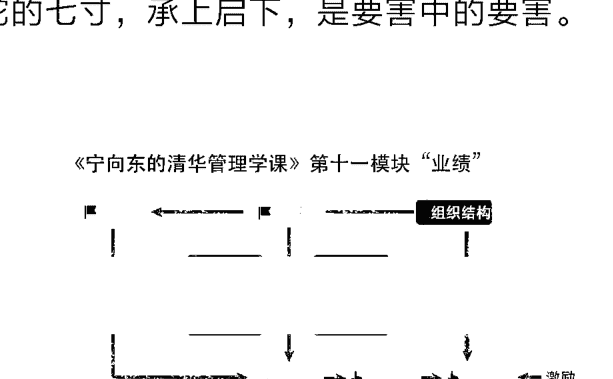 的七寸，承上启下，是要害中的要害。
《宁向东的清华管理学课》第十一模块“业绩”
组织结构
激励